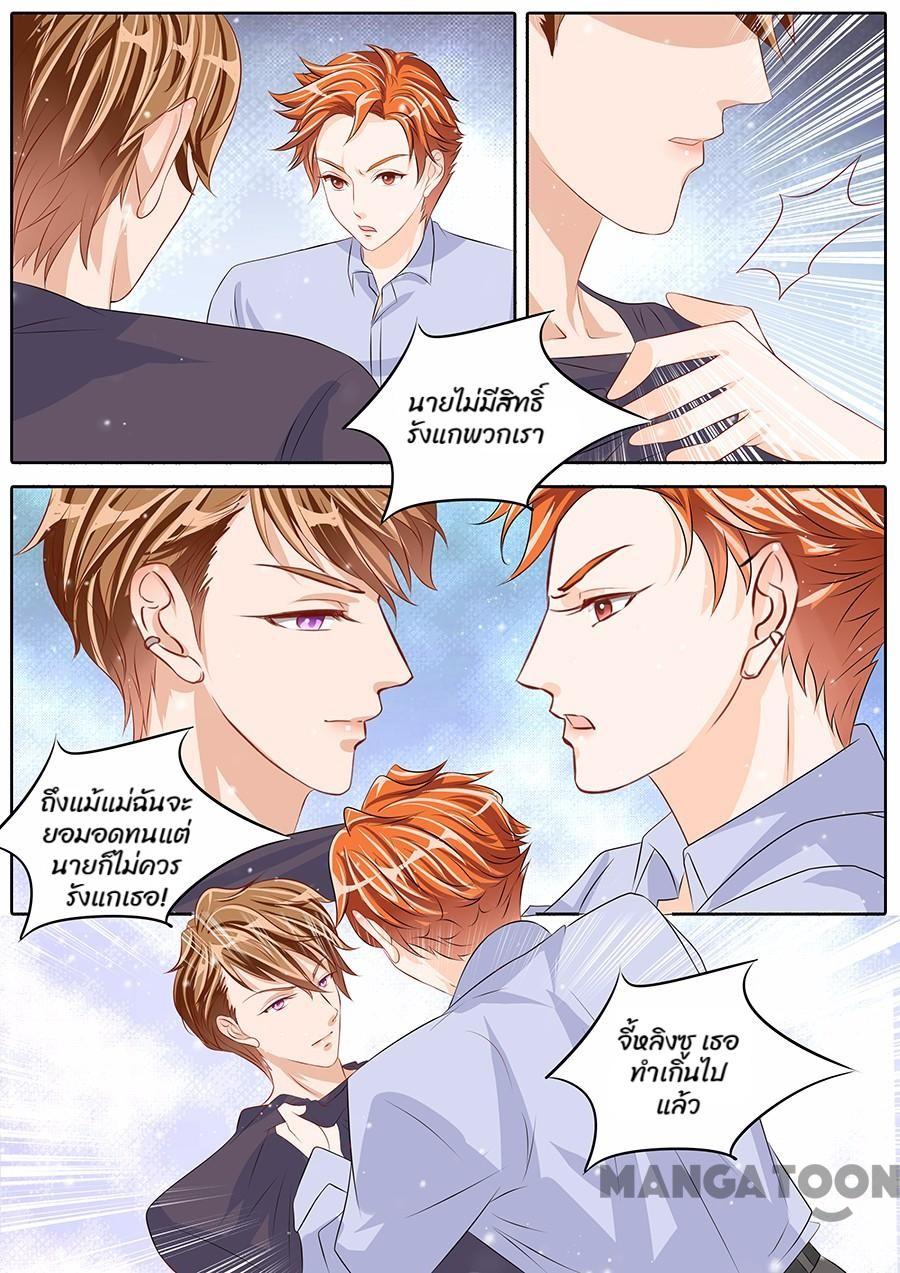 นายไม่มีสิทธิ์
รังแกพวกเรา
ถึงแม้แม่ฉันจะ
ยอมอดทนแต่
นายก็ไม่ควร
รังแกเธอ!
จี้หลิงซู เธอ
ทำเกินไป
แล้ว
MANGATOON